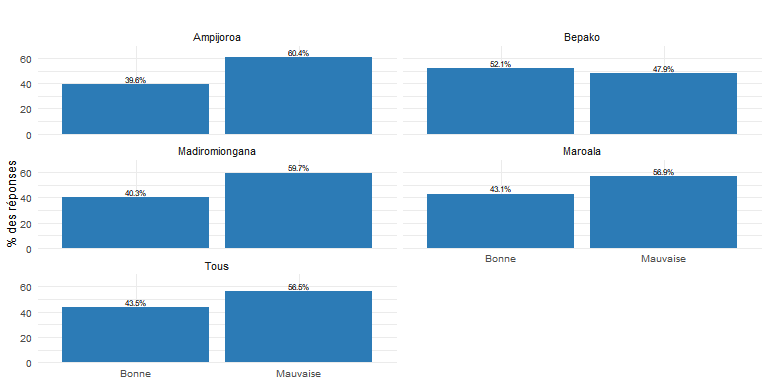 Ampijoroa
Bepako
60
40
20
0
39.6%
60.4%
52.1%
47.9%
Madiromiongana
Maroala
60
40
20
0
40.3%
59.7%
43.1%
56.9%
Bonne
Mauvaise
% des réponses
Tous
60
40
20
0
43.5%
56.5%
Bonne
Mauvaise